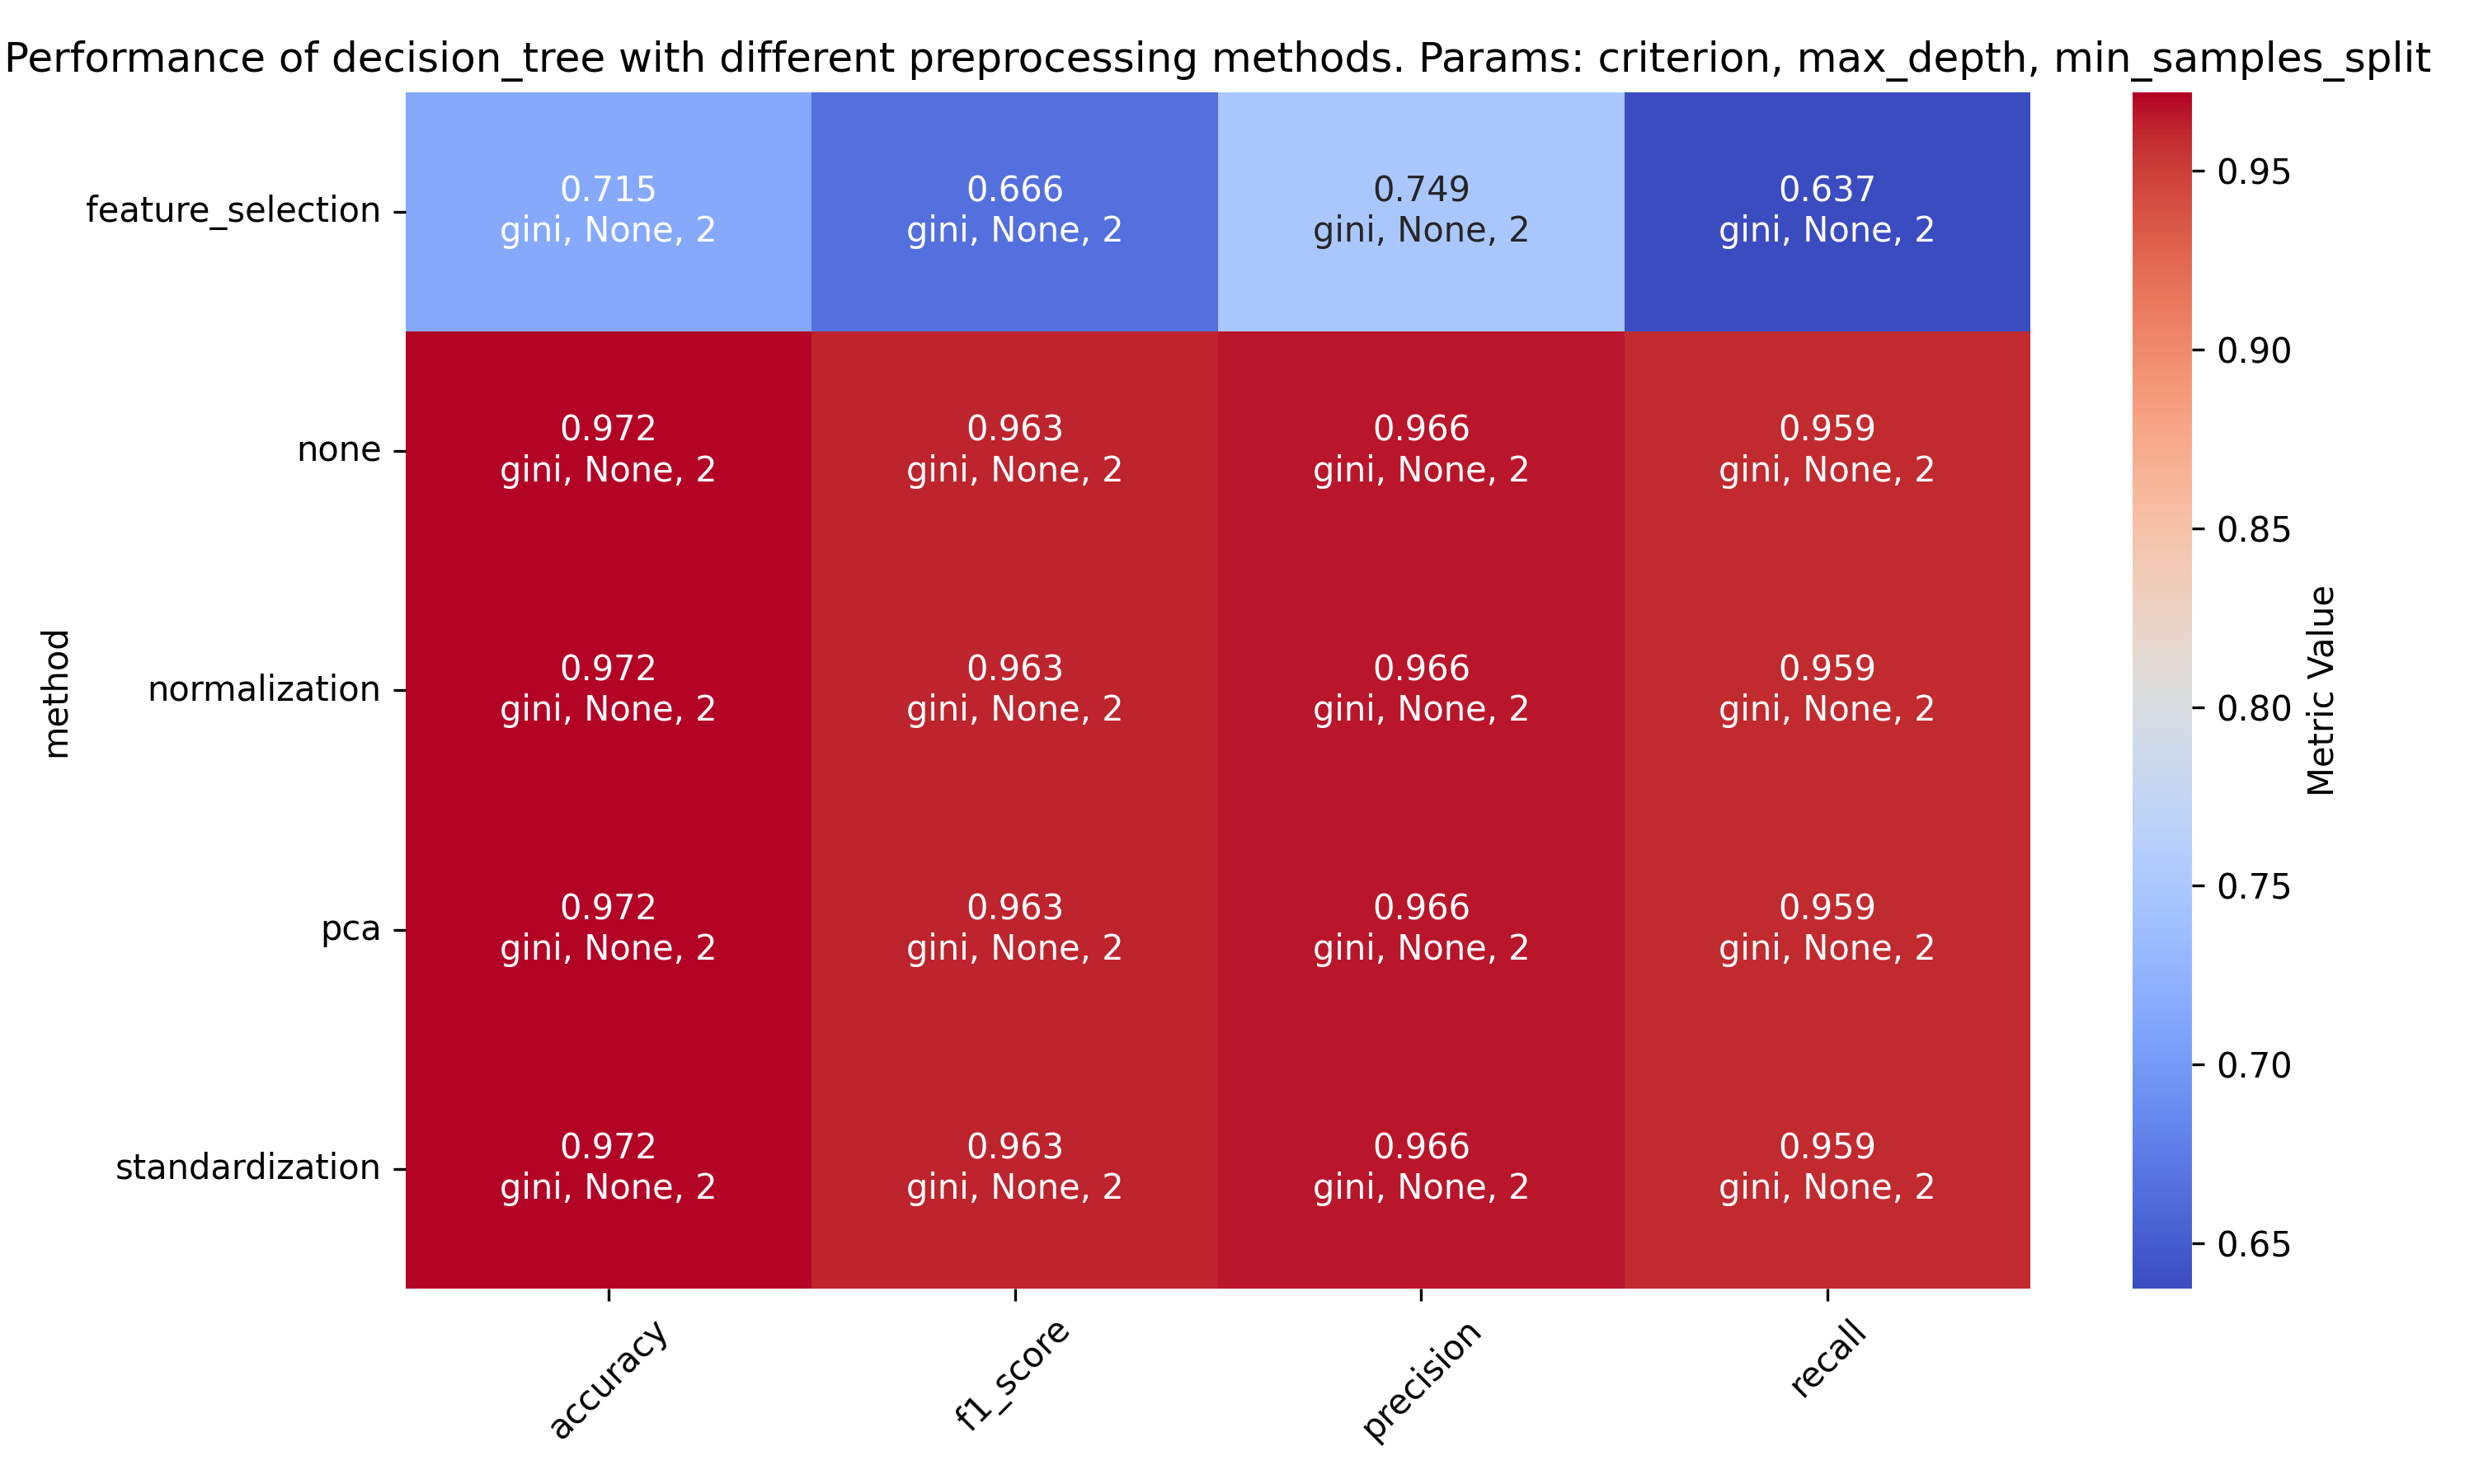 Performance of decision_tree with different preprocessing methods. Params: criterion, max_depth, min_samples_split
method
feature_selection
0.715
gini, None, 2
0.666
gini, None, 2
0.749
gini, None, 2
0.637
gini, None, 2
none
0.972
gini, None, 2
0.963
gini, None, 2
0.966
gini, None, 2
0.959
gini, None, 2
normalization
0.972
gini, None, 2
0.963
gini, None, 2
0.966
gini, None, 2
0.959
gini, None, 2
pca
0.972
gini, None, 2
0.963
gini, None, 2
0.966
gini, None, 2
0.959
gini, None, 2
standardization
0.972
gini, None, 2
0.963
gini, None, 2
0.966
gini, None, 2
0.959
gini, None, 2
accuracy
f1_score
precision
recall
0.95
0.90
0.85
0.80
0.75
0.70
0.65
Metric Value